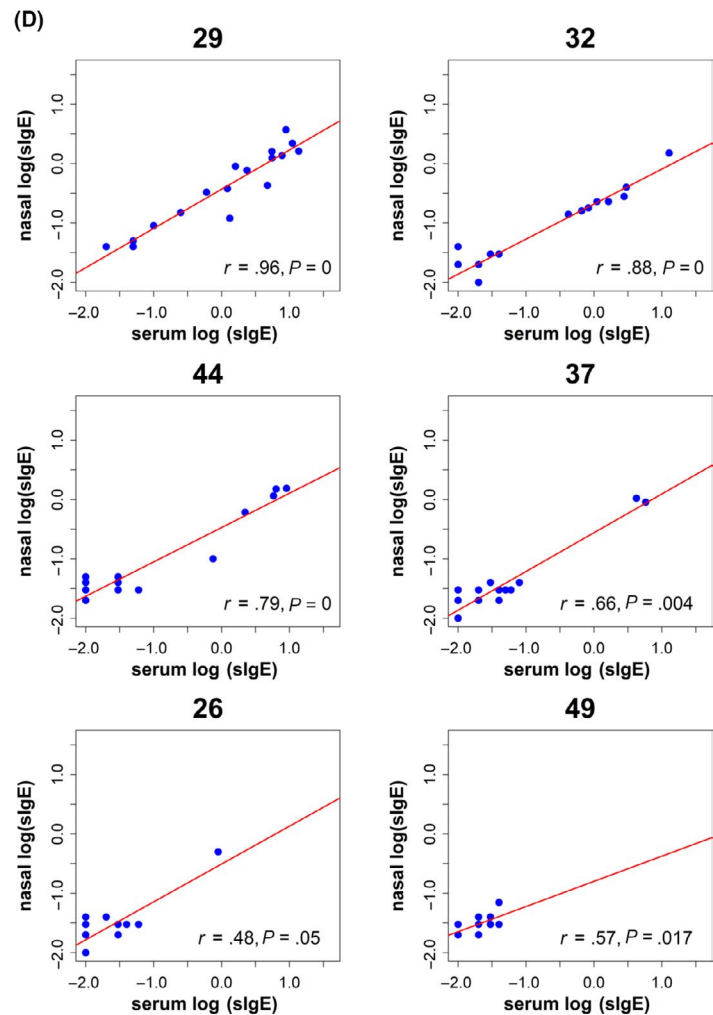 (D)
29
nasal log(sIgE)
1.0
0.0
−1.0
−2.0
r = .96, P = 0
−2.0 −1.0 0.0 1.0
serum log (sIgE)
32
nasal log(sIgE)
1.0
0.0
−1.0
−2.0
r = .88, P = 0
−2.0 −1.0 0.0 1.0
serum log (sIgE)
44
nasal log(sIgE)
1.0
0.0
−1.0
−2.0
r = .79, P = 0
−2.0 −1.0 0.0 1.0
serum log (sIgE)
37
nasal log(sIgE)
1.0
0.0
−1.0
−2.0
r = .66, P = .004
−2.0 −1.0 0.0 1.0
serum log (sIgE)
26
nasal log(sIgE)
1.0
0.0
−1.0
−2.0
r = .48, P = .05
−2.0 −1.0 0.0 1.0
serum log (sIgE)
49
nasal log(sIgE)
1.0
0.0
−1.0
−2.0
r = .57, P = .017
−2.0 −1.0 0.0 1.0
serum log (sIgE)